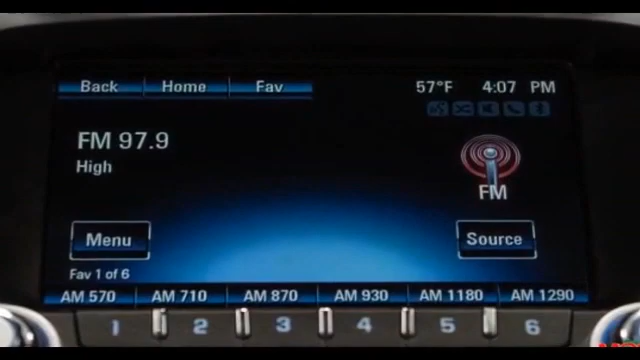 Back Home Fav 57°F 4:07 PM
FM 97.9
High
FM
Menu Source
Fav 1 of 6
AM 570 AM 710 AM 870 AM 930 AM 1180 AM 1290
1 2 3 4 5 6